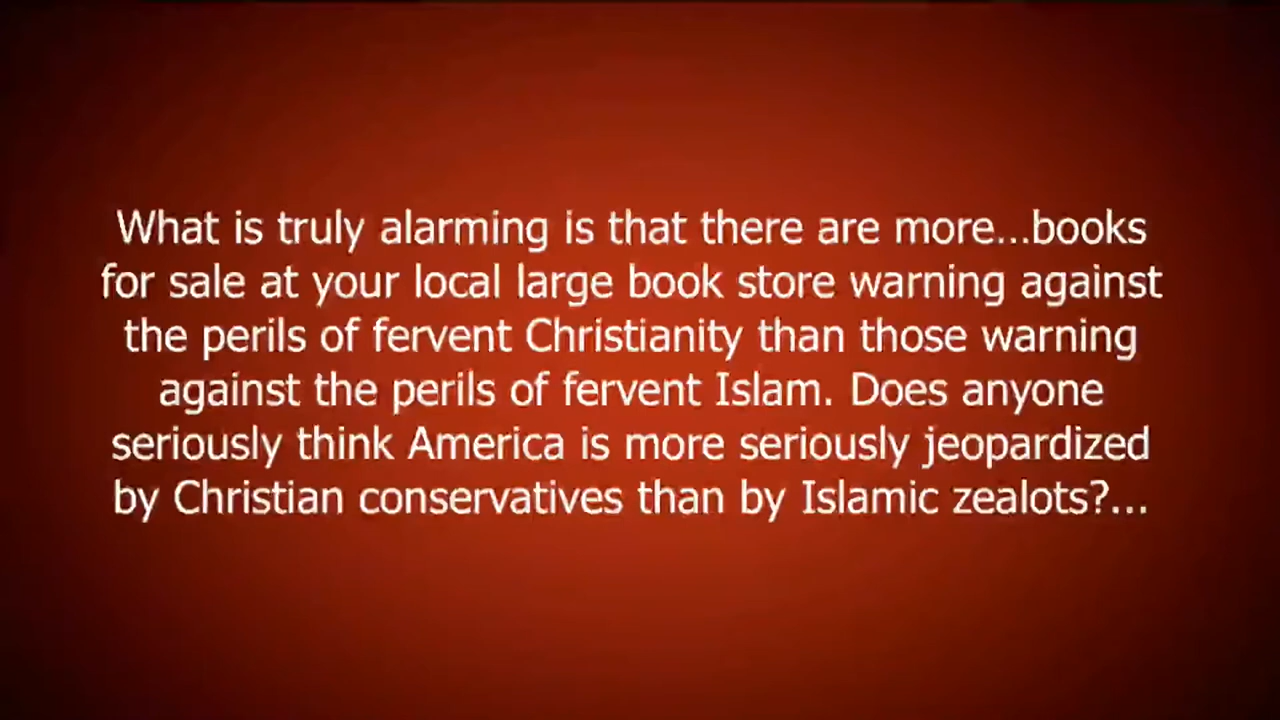 What is truly alarming is that there are more...books
for sale at your local large book store warning against
the perils of fervent Christianity than those warning
against the perils of fervent Islam. Does anyone
seriously think America is more seriously jeopardized
by Christian conservatives than by Islamic zealots?...